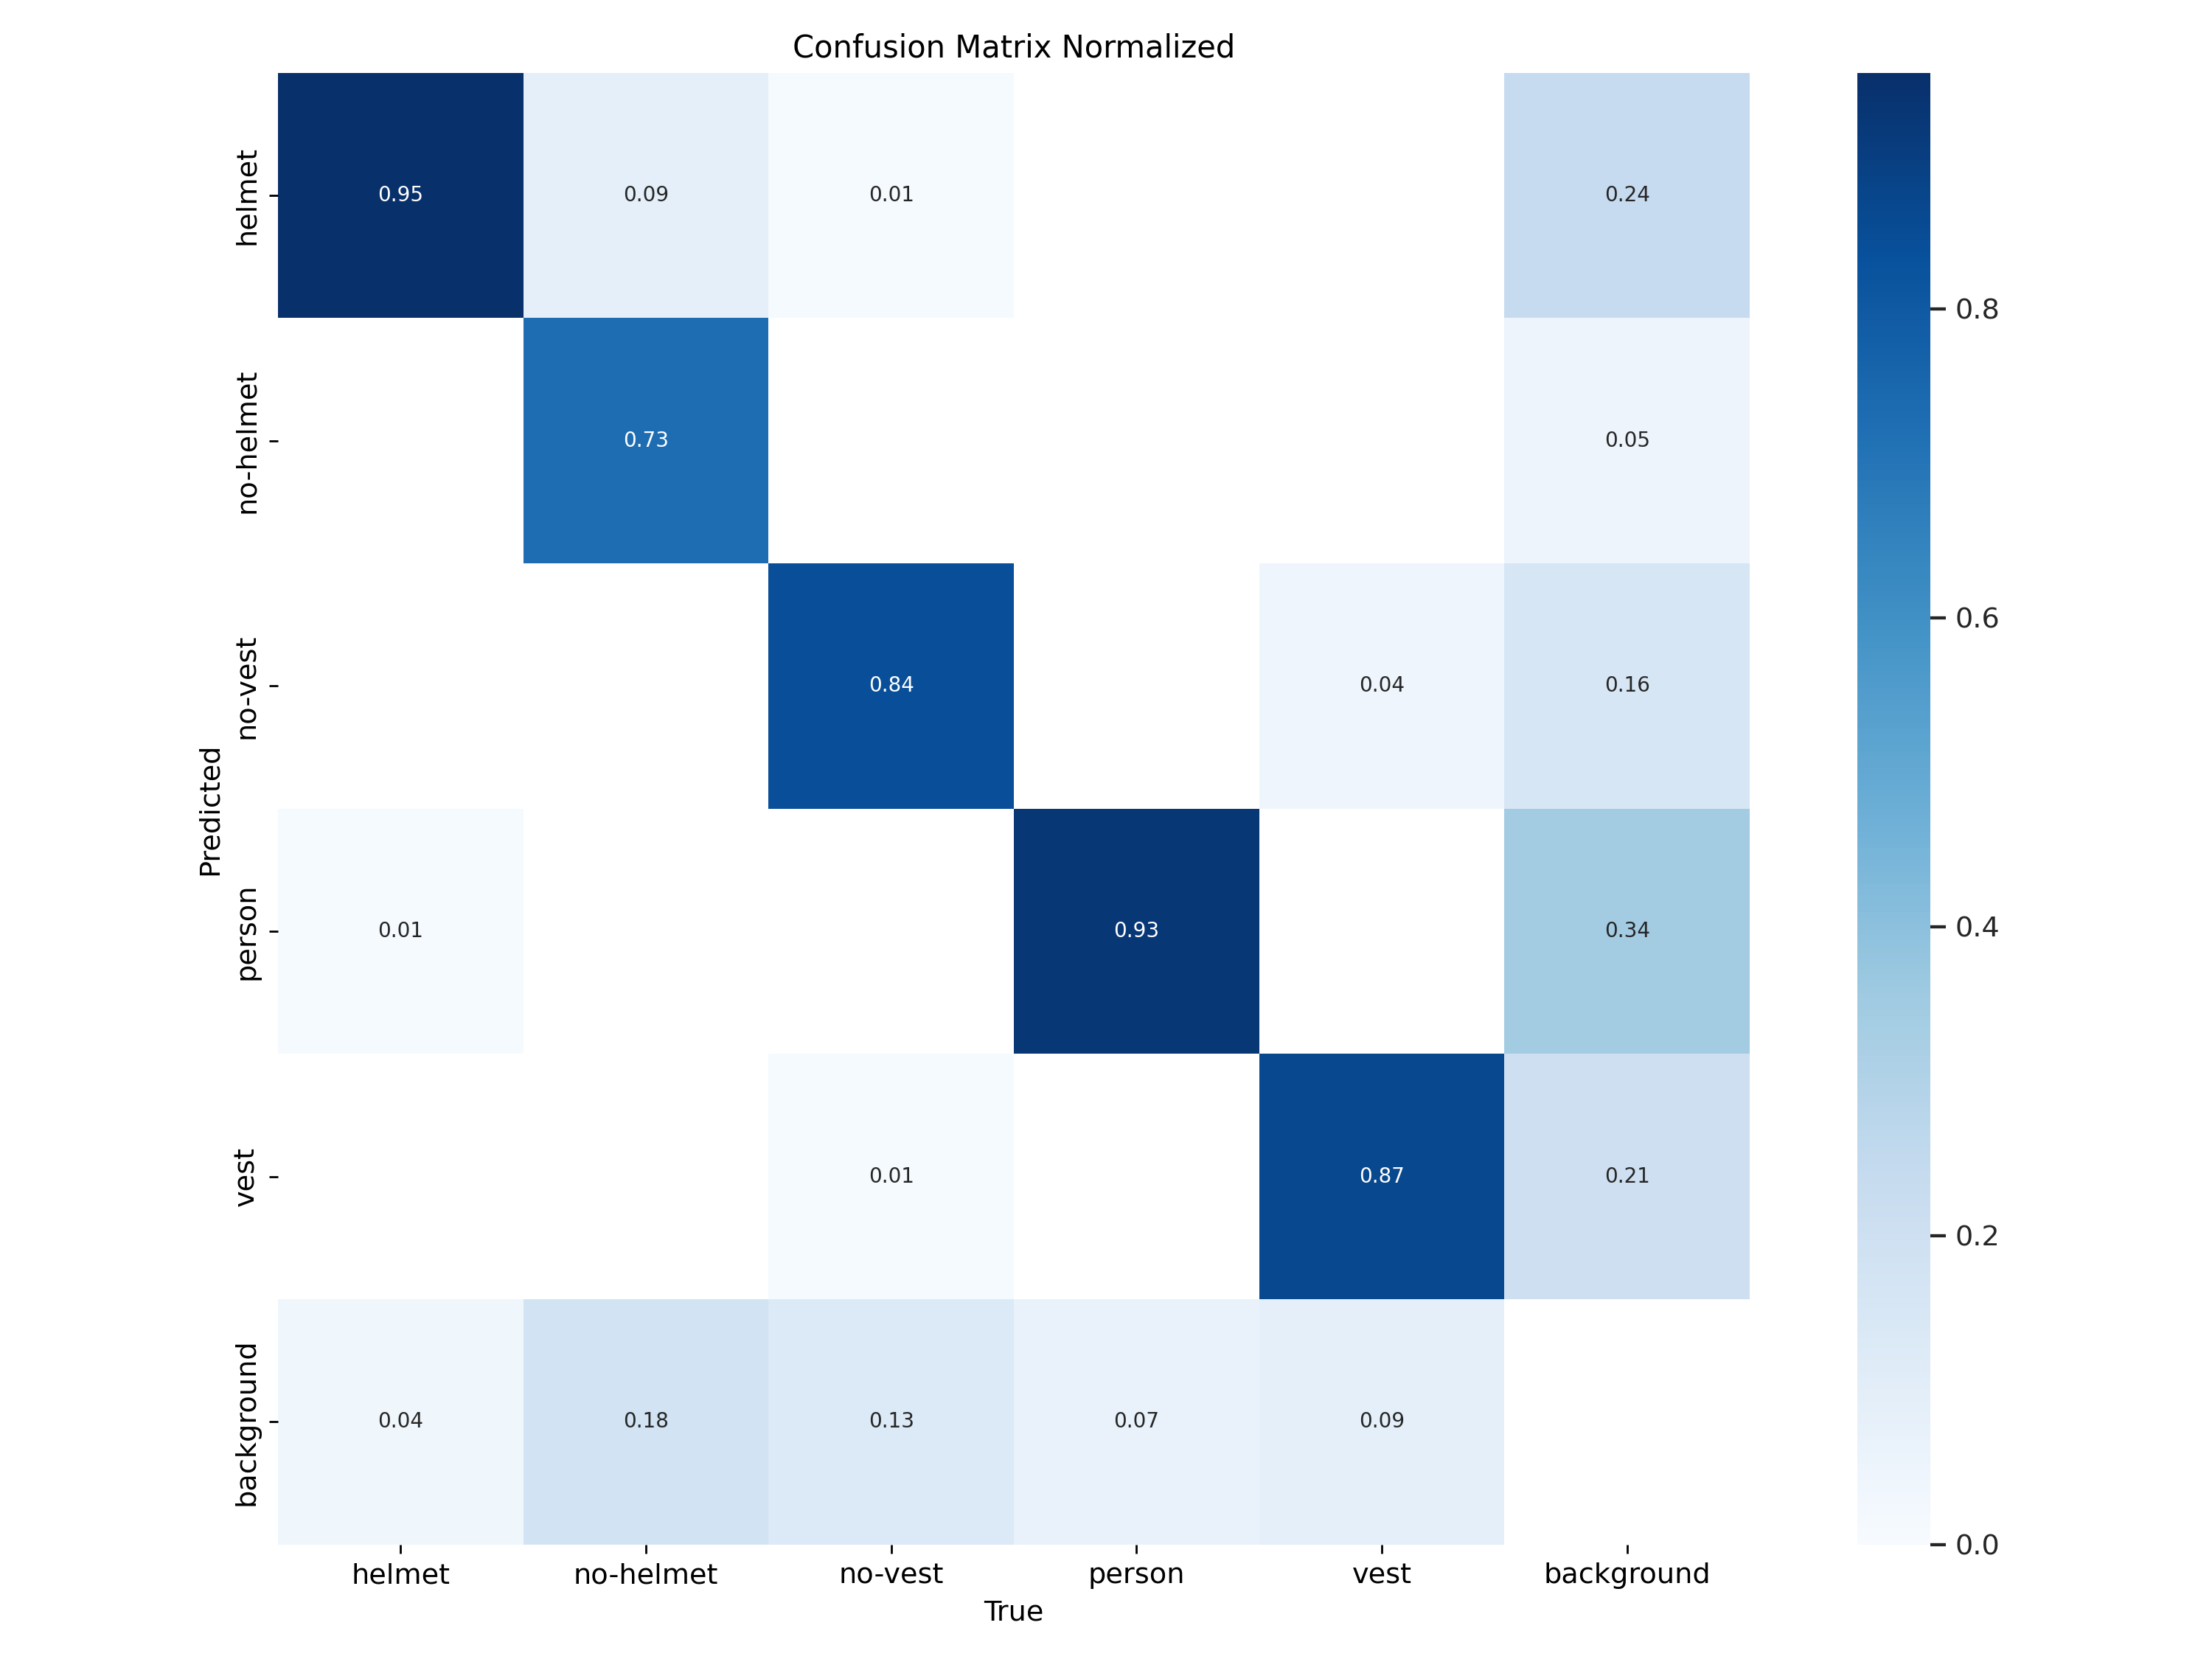 Confusion Matrix Normalized
helmet
0.95
0.09
0.01
0.24
no-helmet
0.73
0.05
no-vest
0.84
0.04
0.16
person
0.01
0.93
0.34
vest
0.01
0.87
0.21
background
0.04
0.18
0.13
0.07
0.09
Predicted
helmet
no-helmet
no-vest
person
vest
background
True
0.8
0.6
0.4
0.2
0.0